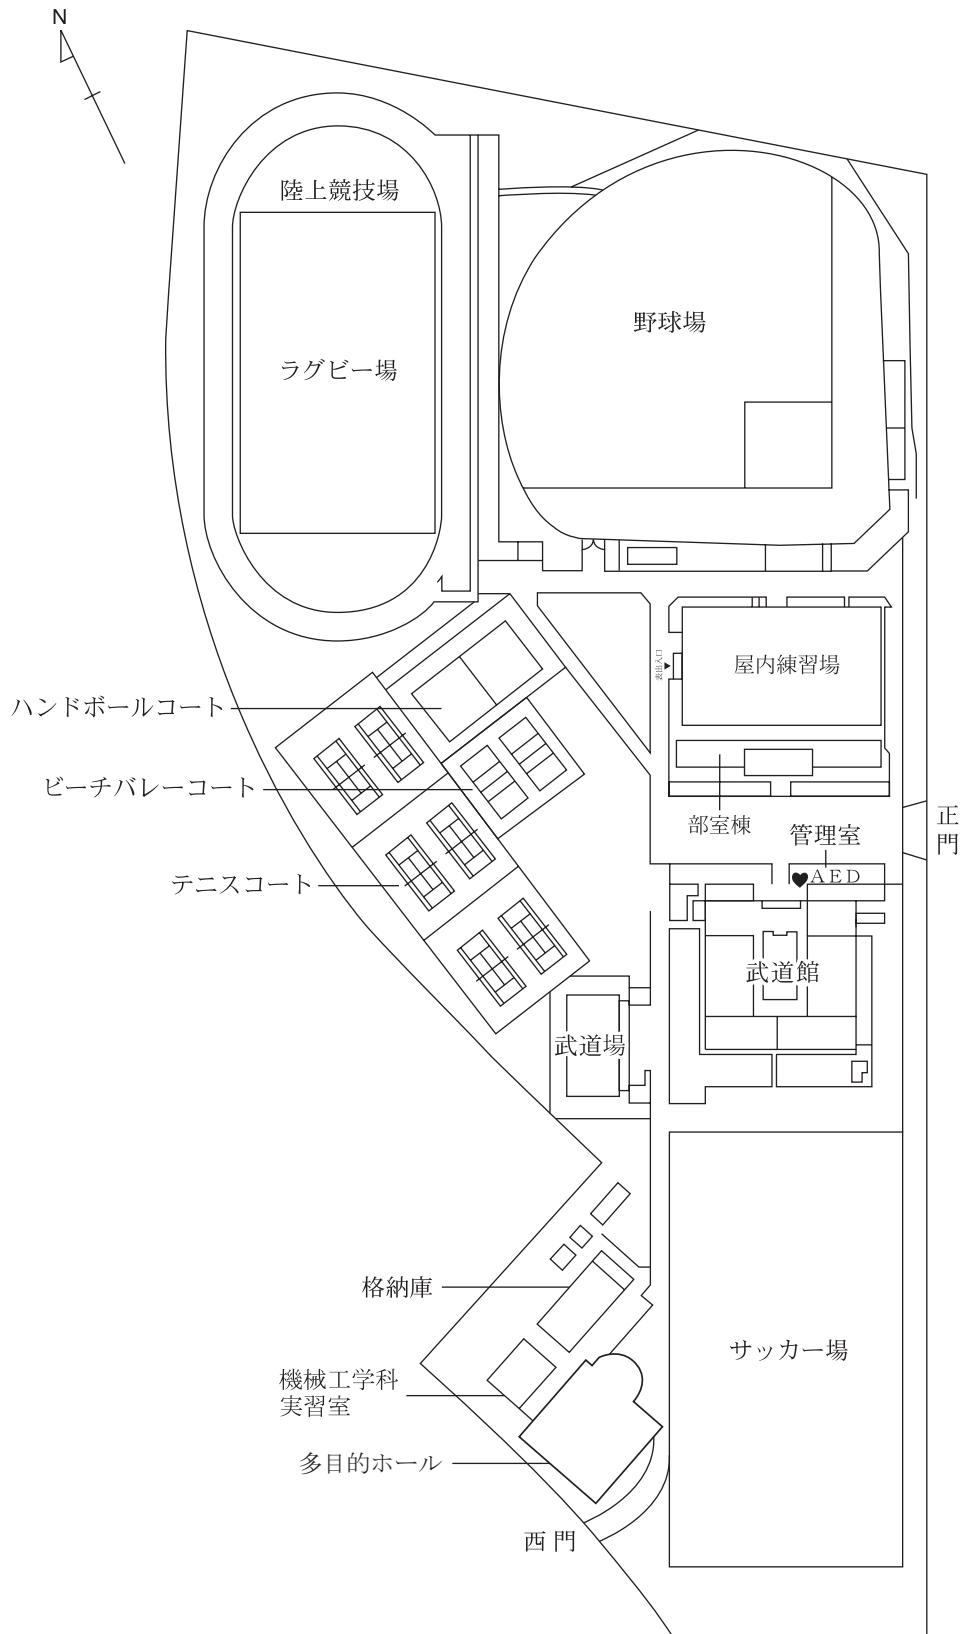 N
陸上競技場
野球場
ラグビー場
屋内練習場
表出入口
ハンドボールコート
ビーチバレーコート
部室棟
管理室
正門
テニスコート
AED
武道館
武道場
格納庫
サッカー場
機械工学科
実習室
多目的ホール
西門